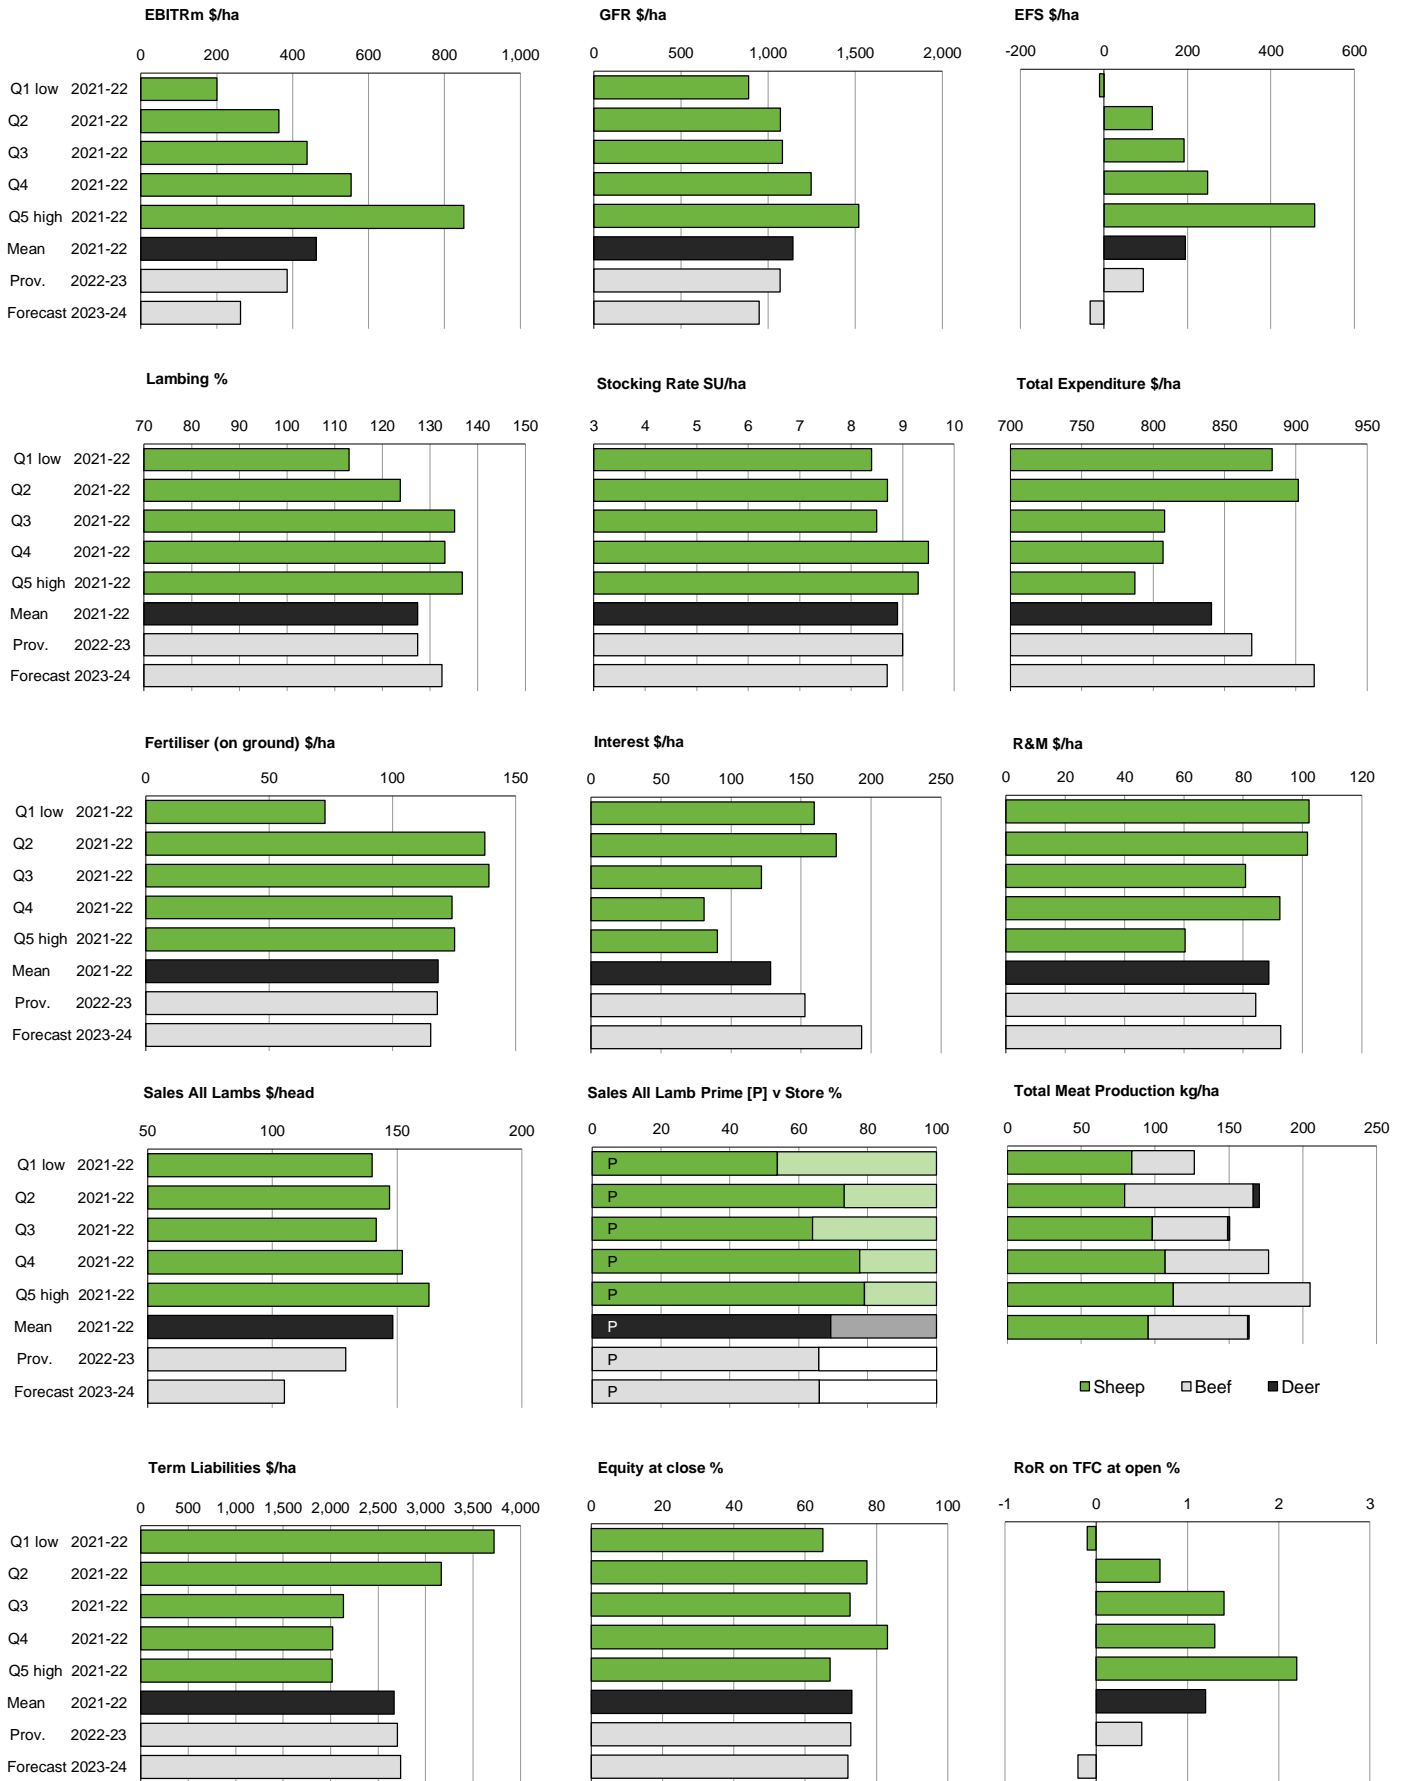 EBITRm $/ha
GFR $/ha
EFS $/ha
0 200 400 600 800 1,000
0 500 1,000 1,500 2,000
-200 0 200 400 600
Q1 low 2021-22
Q2 2021-22
Q3 2021-22
Q4 2021-22
Q5 high 2021-22
Mean 2021-22
Prov. 2022-23
Forecast 2023-24
Lambing %
Stocking Rate SU/ha
Total Expenditure $/ha
70 80 90 100 110 120 130 140 150
3 4 5 6 7 8 9 10
700 750 800 850 900 950
Q1 low 2021-22
Q2 2021-22
Q3 2021-22
Q4 2021-22
Q5 high 2021-22
Mean 2021-22
Prov. 2022-23
Forecast 2023-24
Fertiliser (on ground) $/ha
Interest $/ha
R&M $/ha
0 50 100 150
0 50 100 150 200 250
0 20 40 60 80 100 120
Q1 low 2021-22
Q2 2021-22
Q3 2021-22
Q4 2021-22
Q5 high 2021-22
Mean 2021-22
Prov. 2022-23
Forecast 2023-24
Sales All Lambs $/head
Sales All Lamb Prime [P] v Store %
Total Meat Production kg/ha
50 100 150 200
0 20 40 60 80 100
0 50 100 150 200 250
Q1 low 2021-22 P
Q2 2021-22 P
Q3 2021-22 P
Q4 2021-22 P
Q5 high 2021-22 P
Mean 2021-22 P
Prov. 2022-23 P
Forecast 2023-24 P
Sheep Beef Deer
Term Liabilities $/ha
Equity at close %
RoR on TFC at open %
0 500 1,000 1,500 2,000 2,500 3,000 3,500 4,000
0 20 40 60 80 100
-1 0 1 2 3
Q1 low 2021-22
Q2 2021-22
Q3 2021-22
Q4 2021-22
Q5 high 2021-22
Mean 2021-22
Prov. 2022-23
Forecast 2023-24